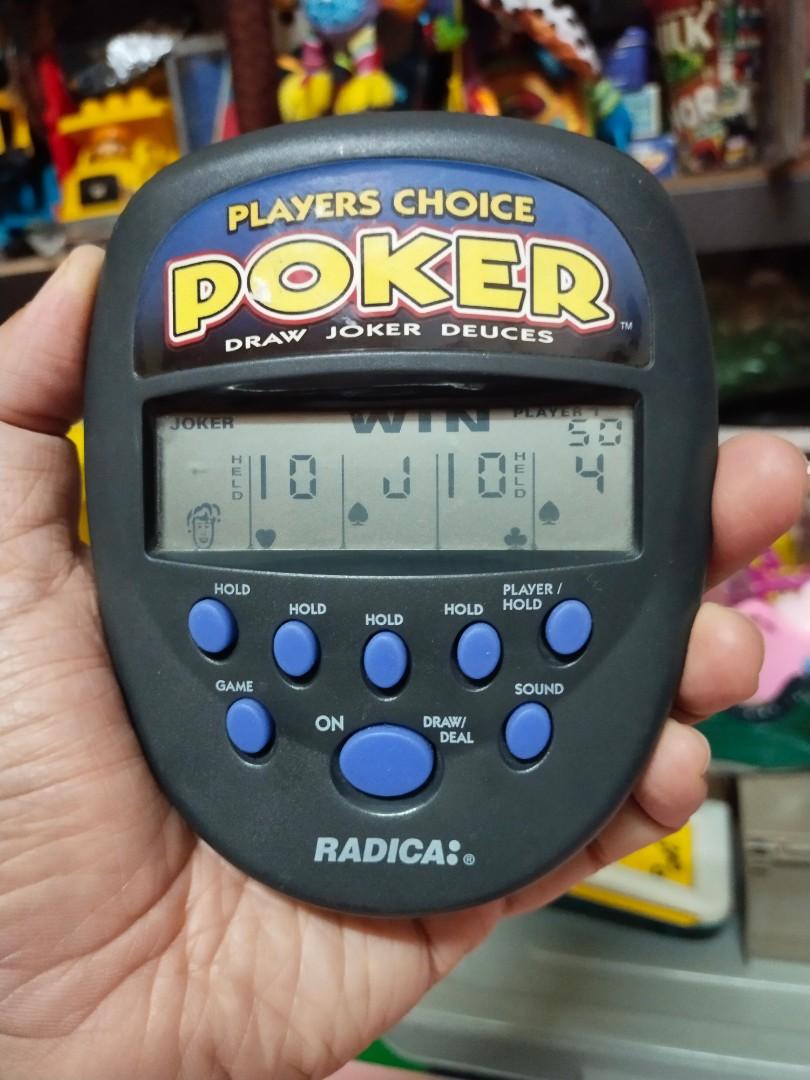 PLAYERS CHOICE
POKER
TM
DRAW JOKER DEUCES
JOKER WIN PLAYER 1
50
HELD 10 J 10 HELD 4
HOLD HOLD HOLD HOLD PLAYER / HOLD
GAME ON DRAW/ DEAL SOUND
RADICA:®